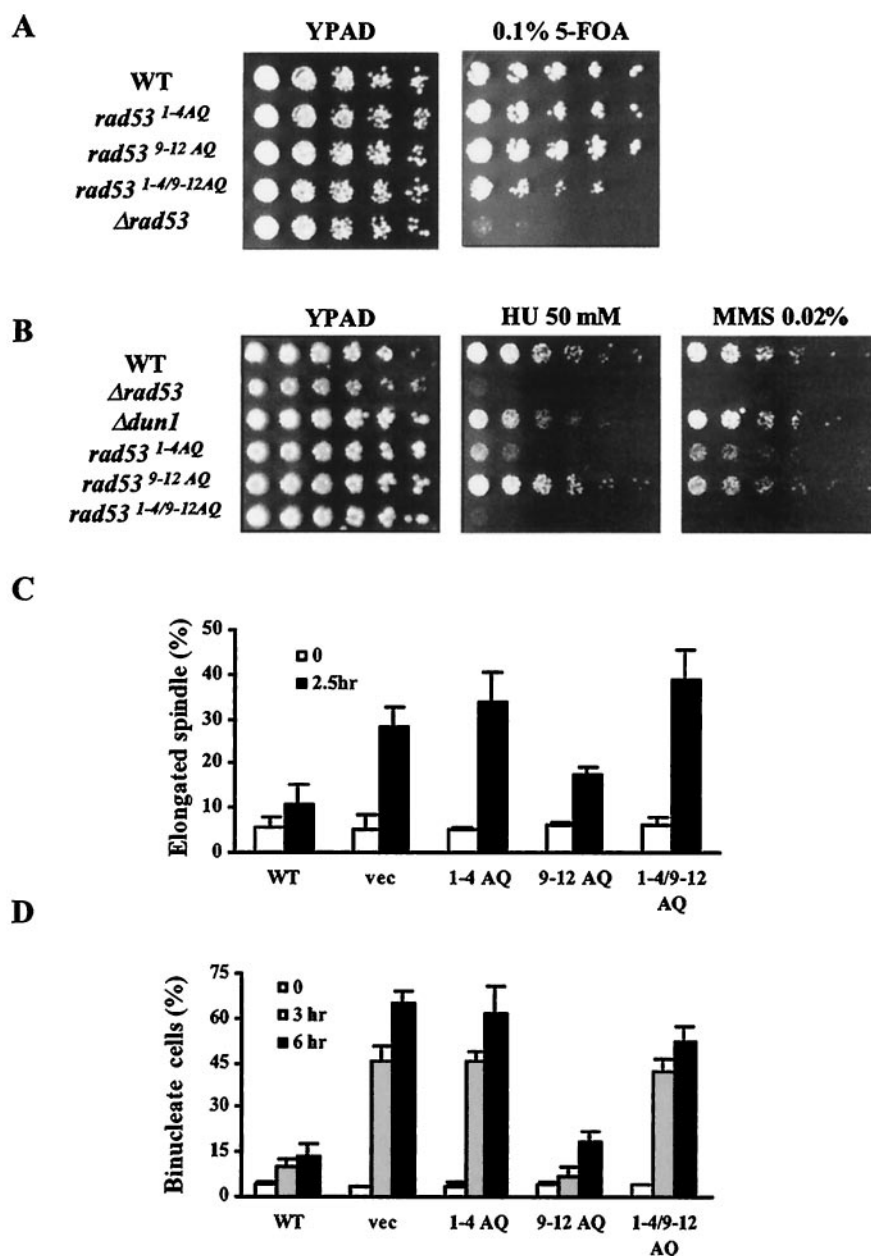 A
YPAD 0.1% 5-FOA
WT
rad53 1-4AQ
rad53 9-12 AQ
rad53 1-4/9-12AQ
Δrad53
B
YPAD HU 50 mM MMS 0.02%
WT
Δrad53
Δdun1
rad53 1-4AQ
rad53 9-12 AQ
rad53 1-4/9-12AQ
C
Elongated spindle (%)
50
40
30
20
10
0
0
2.5hr
WT vec 1-4 AQ 9-12 AQ 1-4/9-12
AQ
D
Binucleate cells (%)
75
60
45
30
15
0
0
3 hr
6 hr
WT vec 1-4 AQ 9-12 AQ 1-4/9-12
AQ